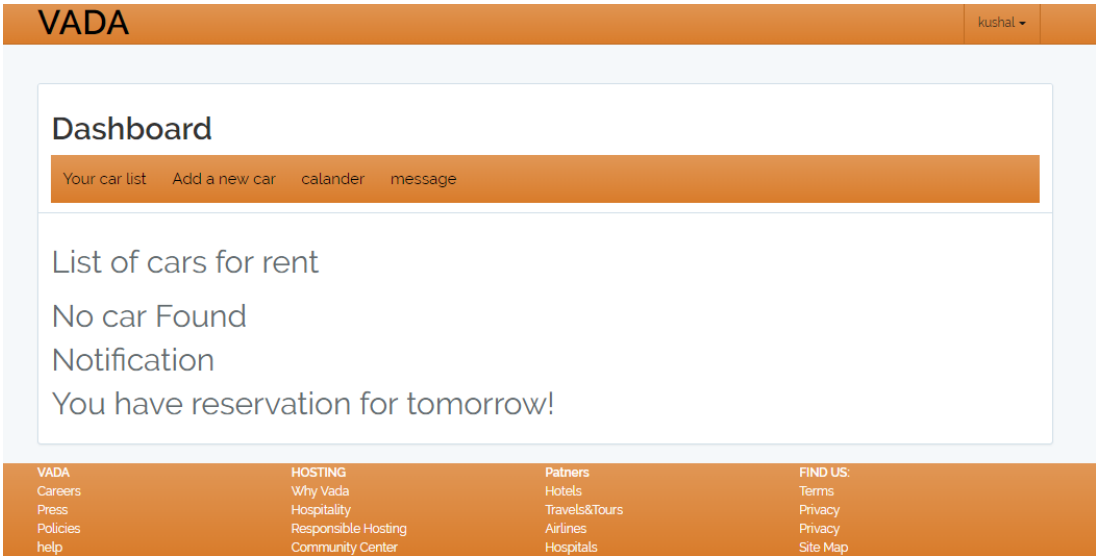 VADA
kushal
Dashboard
Your car list Add a new car calander message
List of cars for rent
No car Found
Notification
You have reservation for tomorrow!
VADA HOSTING Patners FIND US:
Careers Why Vada Hotels Terms
Press Hospitality Travels&Tours Privacy
Policies Responsible Hosting Airlines Privacy
help Community Center Hospitals Site Map